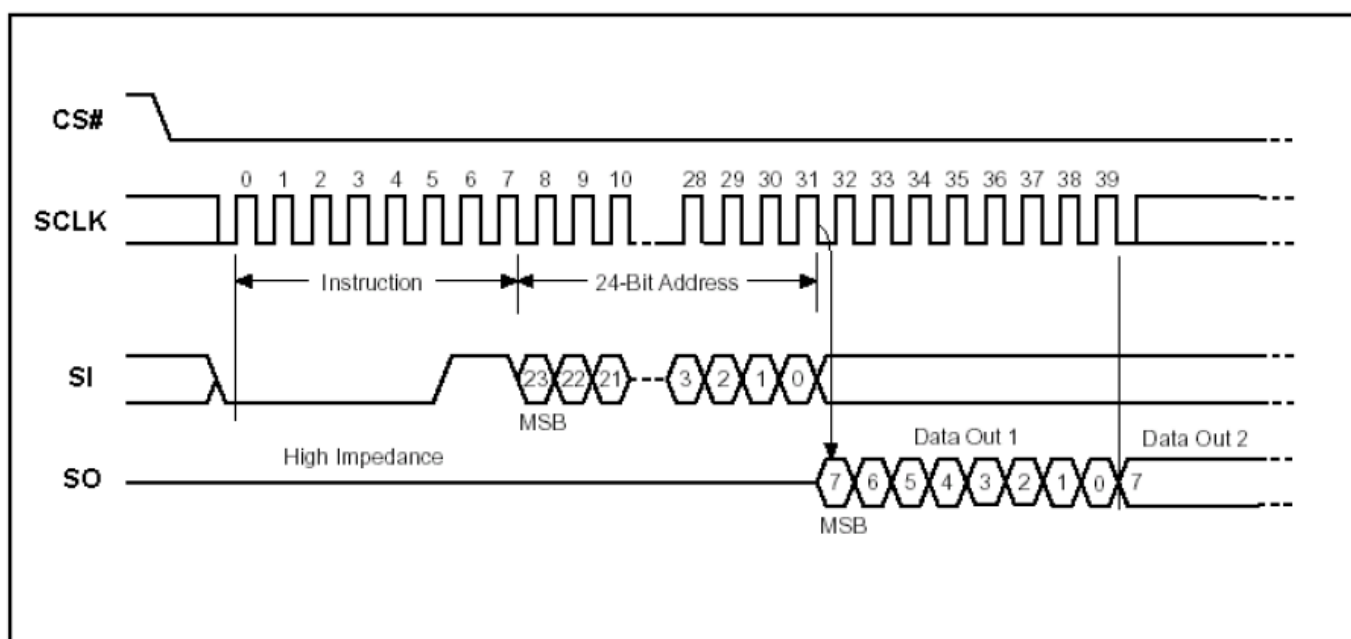 CS#
0 1 2 3 4 5 6 7 8 9 10 28 29 30 31 32 33 34 35 36 37 38 39
SCLK
Instruction 24-Bit Address
SI
23 22 21 3 2 1 0
MSB
Data Out 1 Data Out 2
High Impedance
SO
7 6 5 4 3 2 1 0 7
MSB